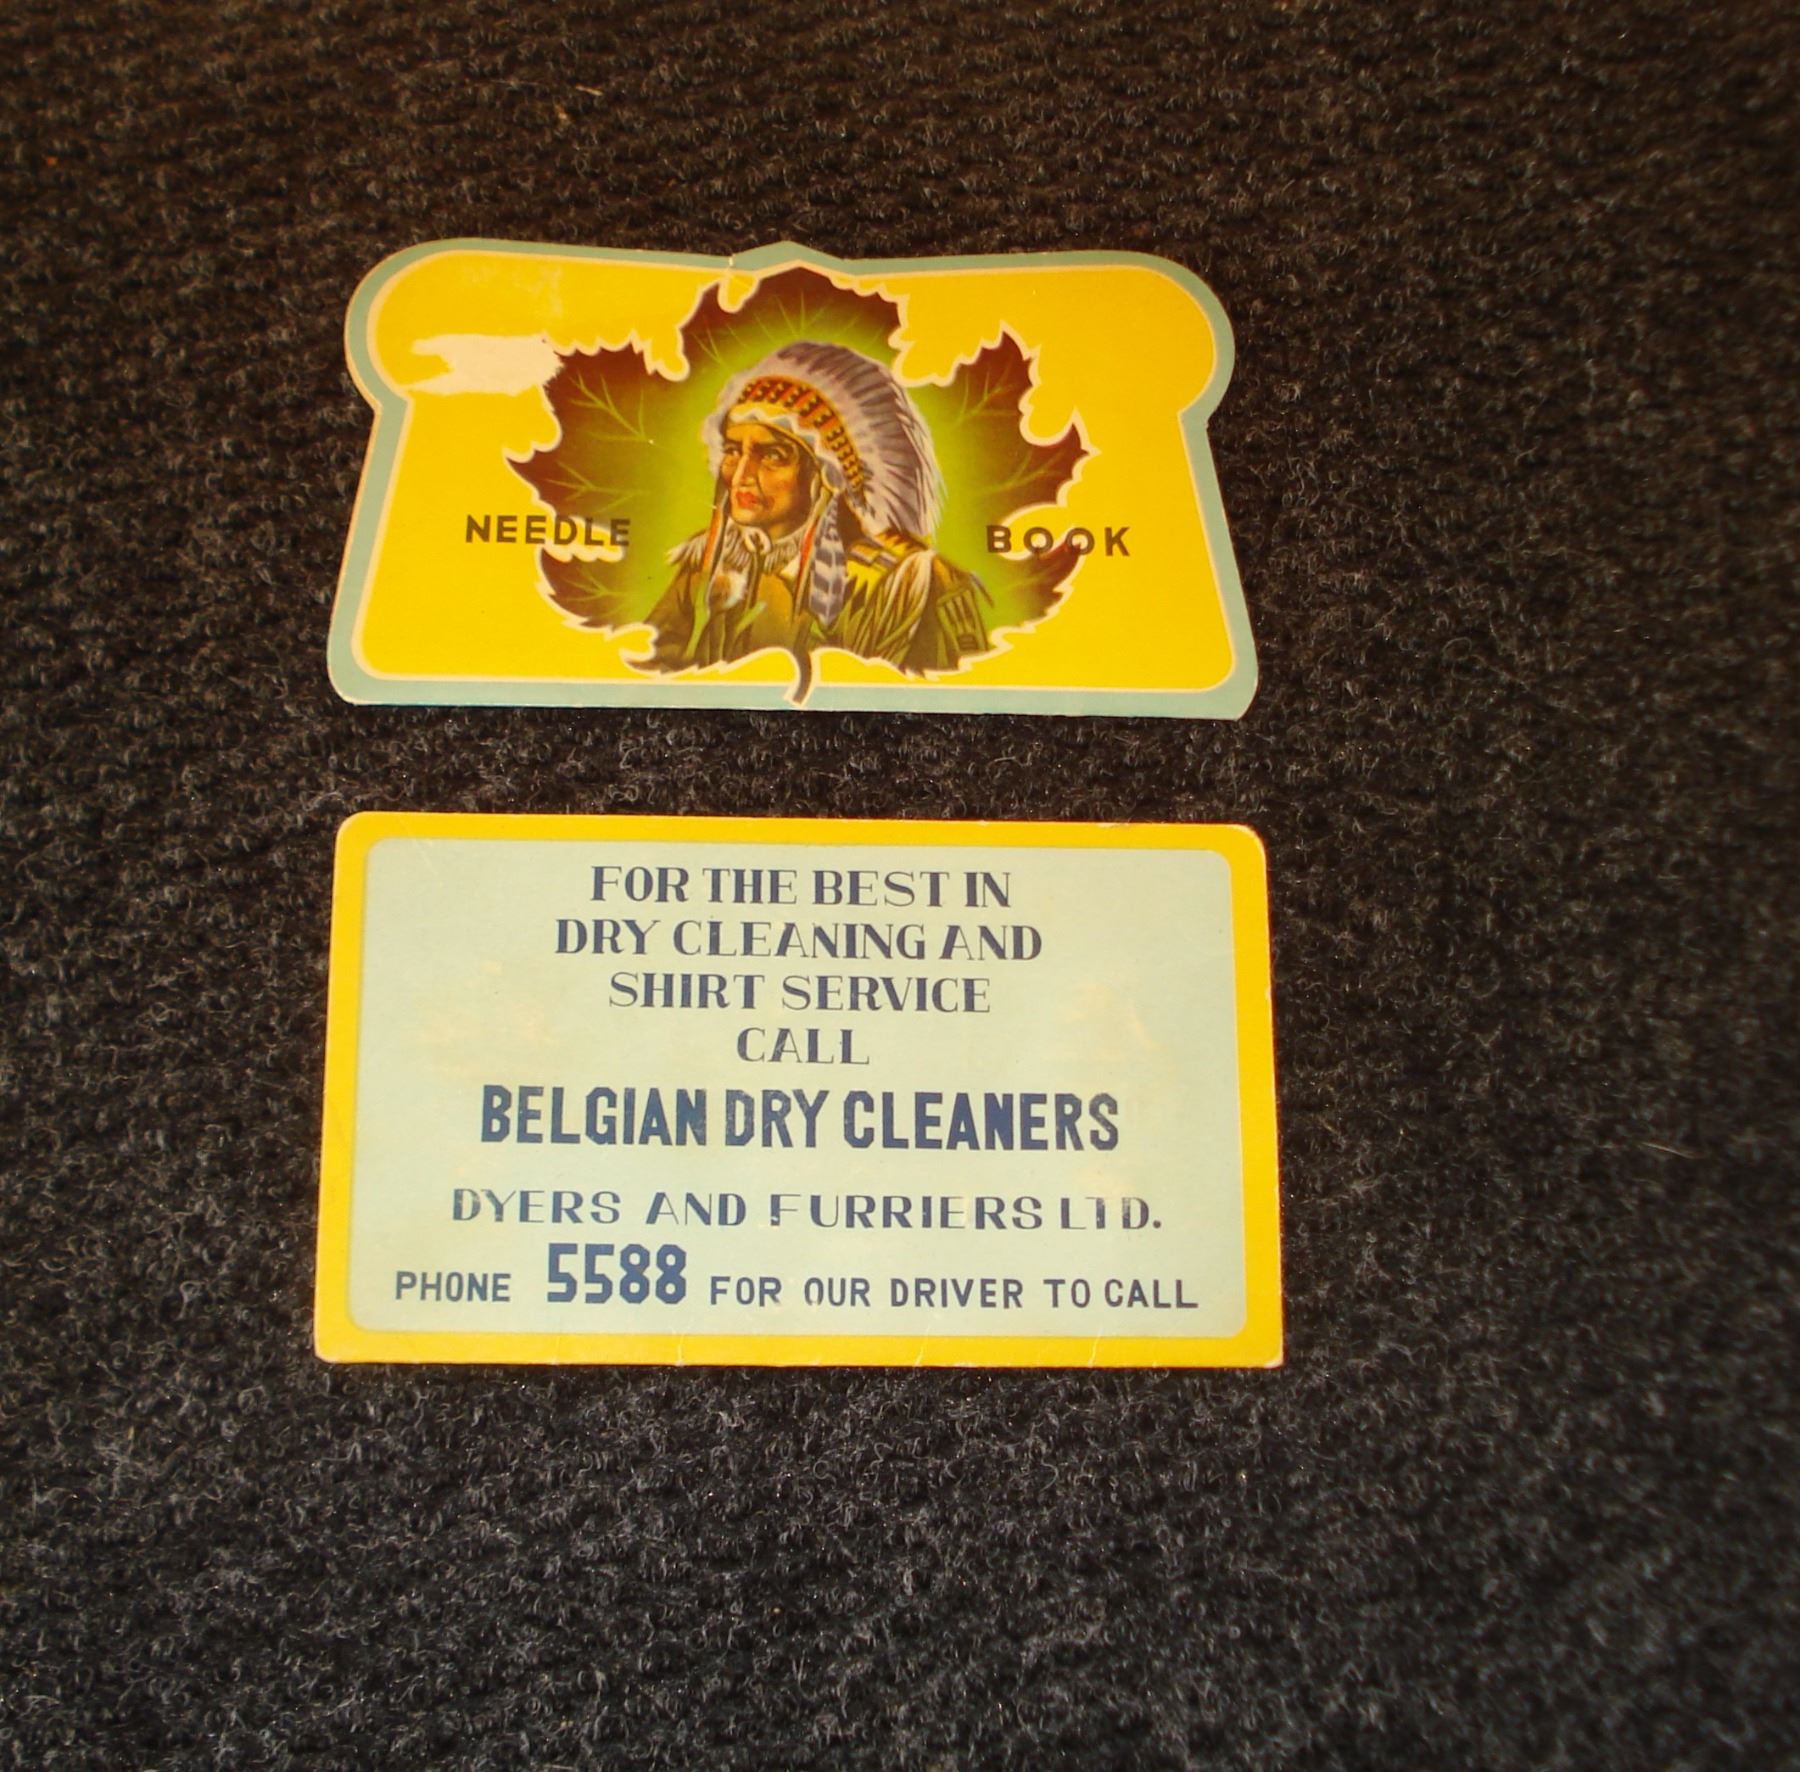 NEEDLE BOOK
FOR THE BEST IN
DRY CLEANING AND
SHIRT SERVICE
CALL
BELGIAN DRY CLEANERS
DYERS AND FURRIERS LTD.
PHONE 5588 FOR OUR DRIVER TO CALL